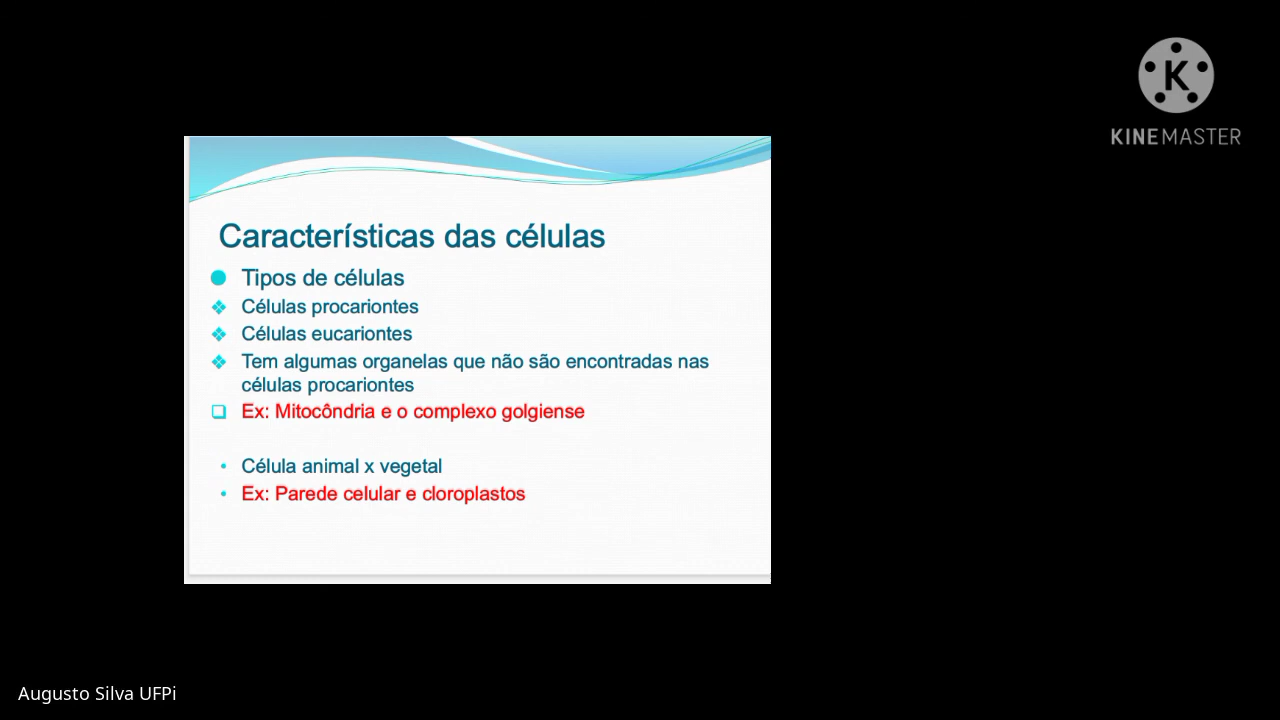 KINEMASTER
Características das células
Tipos de células
Células procariontes
Células eucariontes
Tem algumas organelas que não são encontradas nas
células procariontes
Ex: Mitocôndria e o complexo golgiense
Célula animal x vegetal
Ex: Parede celular e cloroplastos
Augusto Silva UFPi